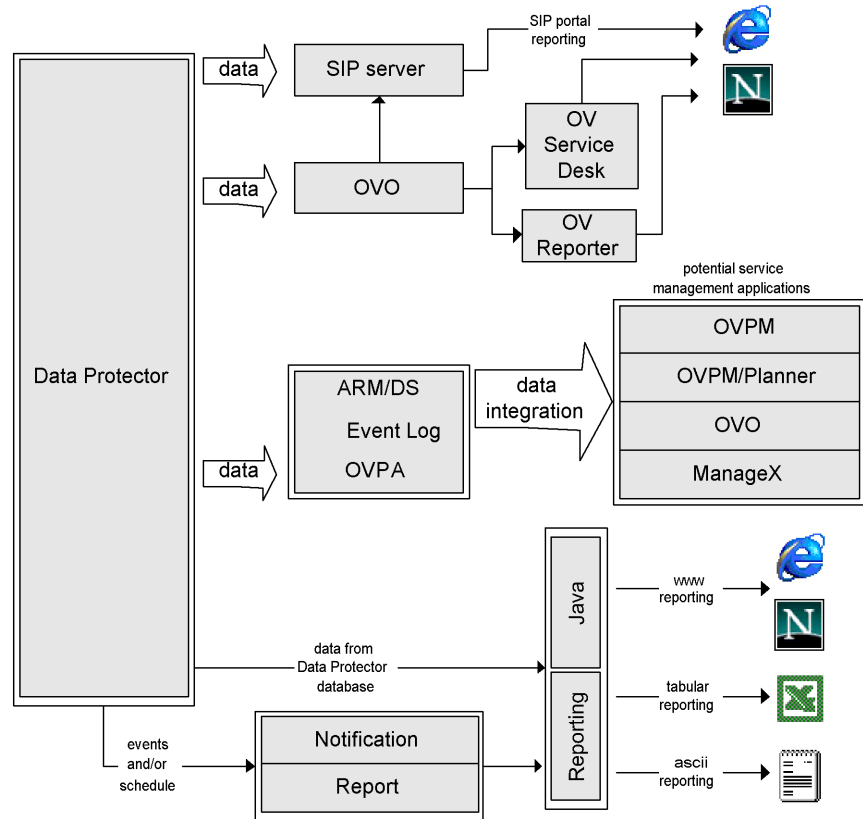 SIP portal
reporting
data
SIP server
N
OV
Service
Desk
data
OVO
OV
Reporter
potential service
management applications
OVPM
Data Protector
ARM/DS
data
integration
OVPM/Planner
Event Log
OVO
data
OVPA
ManageX
Java
www
reporting
N
data from
Data Protector
database
Reporting
tabular
reporting
X
events
and/or
schedule
Notification
Report
ascii
reporting